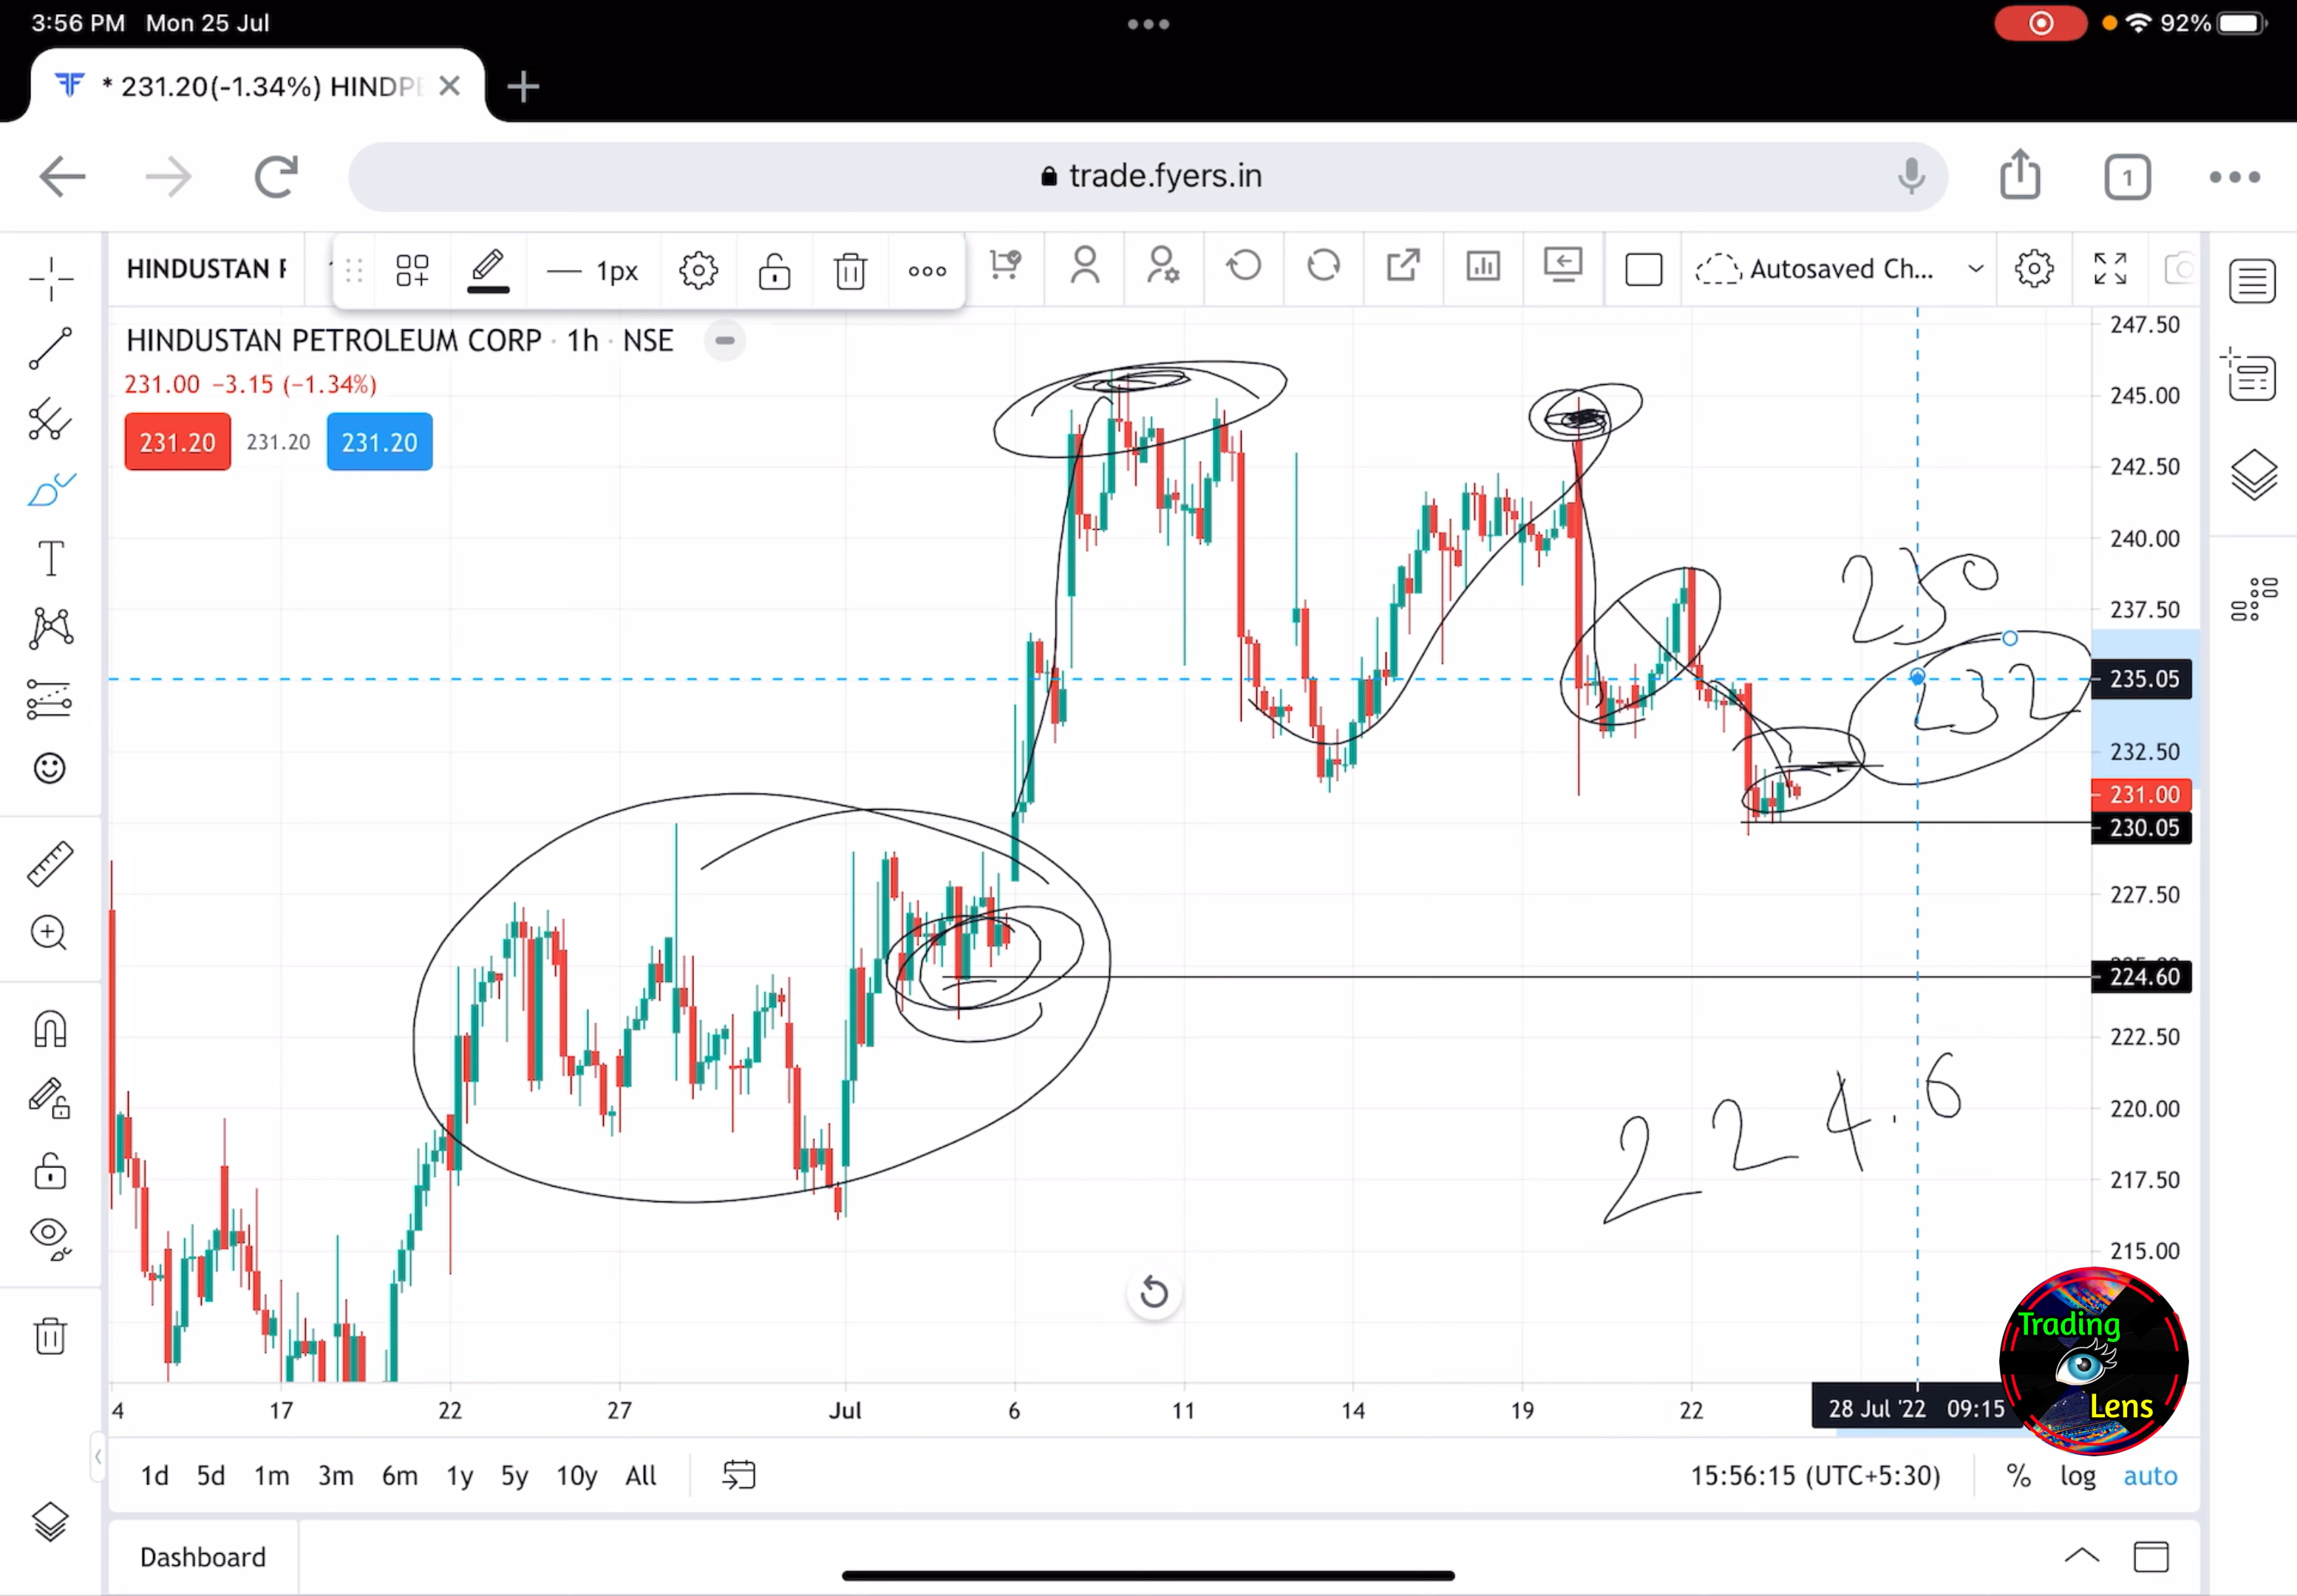 3:56 PM Mon 25 Jul
92%
* 231.20(-1.34%) HINDPE
trade.fyers.in
1
HINDUSTAN P
1px
Autosaved Ch...
HINDUSTAN PETROLEUM CORP · 1h · NSE
231.00 −3.15 (−1.34%)
231.20 231.20 231.20
247.50
245.00
242.50
240.00
237.50
235.05
232.50
231.00
230.05
227.50
224.60
222.50
220.00
217.50
215.00
230
232
224.6
T
Trading
Lens
4 17 22 27 Jul 6 11 14 19 22 28 Jul '22 09:15
1d 5d 1m 3m 6m 1y 5y 10y All
15:56:15 (UTC+5:30) % log auto
Dashboard